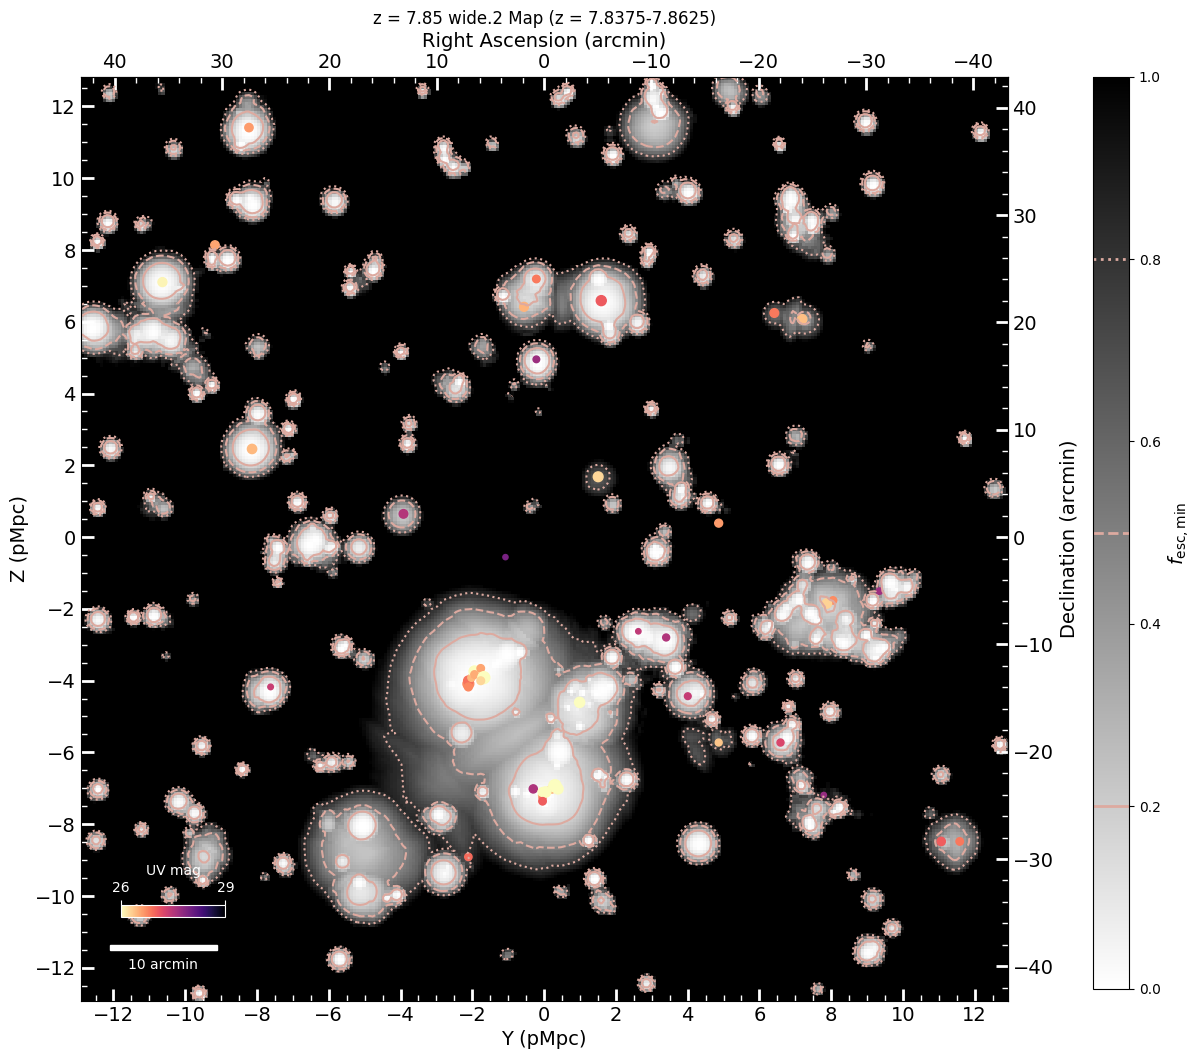 z = 7.85 wide.2 Map (z = 7.8375-7.8625)
Right Ascension (arcmin)
40 30 20 10 0 −10 −20 −30 −40
12
10
8
6
4
2
0
−2
−4
−6
−8
−10
−12
Z (pMpc)
UV mag
26 29
10 arcmin
−12 −10 −8 −6 −4 −2 0 2 4 6 8 10 12
Y (pMpc)
40
30
20
10
0
−10
−20
−30
−40
Declination (arcmin)
1.0
0.8
0.6
0.4
0.2
0.0
fesc,min